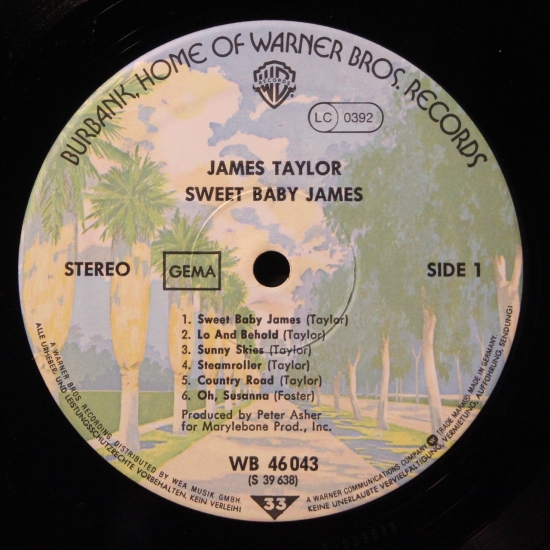 BURBANK, HOME OF WARNER BROS. RECORDS
WB
RECORDS
LC 0392
JAMES TAYLOR
SWEET BABY JAMES
STEREO GEMA SIDE 1
1. Sweet Baby James (Taylor)
2. Lo And Behold (Taylor)
3. Sunny Skies (Taylor)
4. Steamroller (Taylor)
5. Country Road (Taylor)
6. Oh, Susanna (Foster)
Produced by Peter Asher
for Marylebone Prod., Inc.
WB 46 043
(S 39 638)
33
A WARNER BROS. RECORDING DISTRIBUTED BY WEA MUSIK GMBH.
ALLE URHEBER- UND LEISTUNGSSCHUTZRECHTE VORBEHALTEN, KEIN VERLEIH!
A WARNER COMMUNICATIONS COMPANY W TRADE MARK® MADE IN GERMANY.
KEINE UNERLAUBTE VERVIELFÄLTIGUNG, VERMIETUNG, AUFFÜHRUNG, SENDUNG!